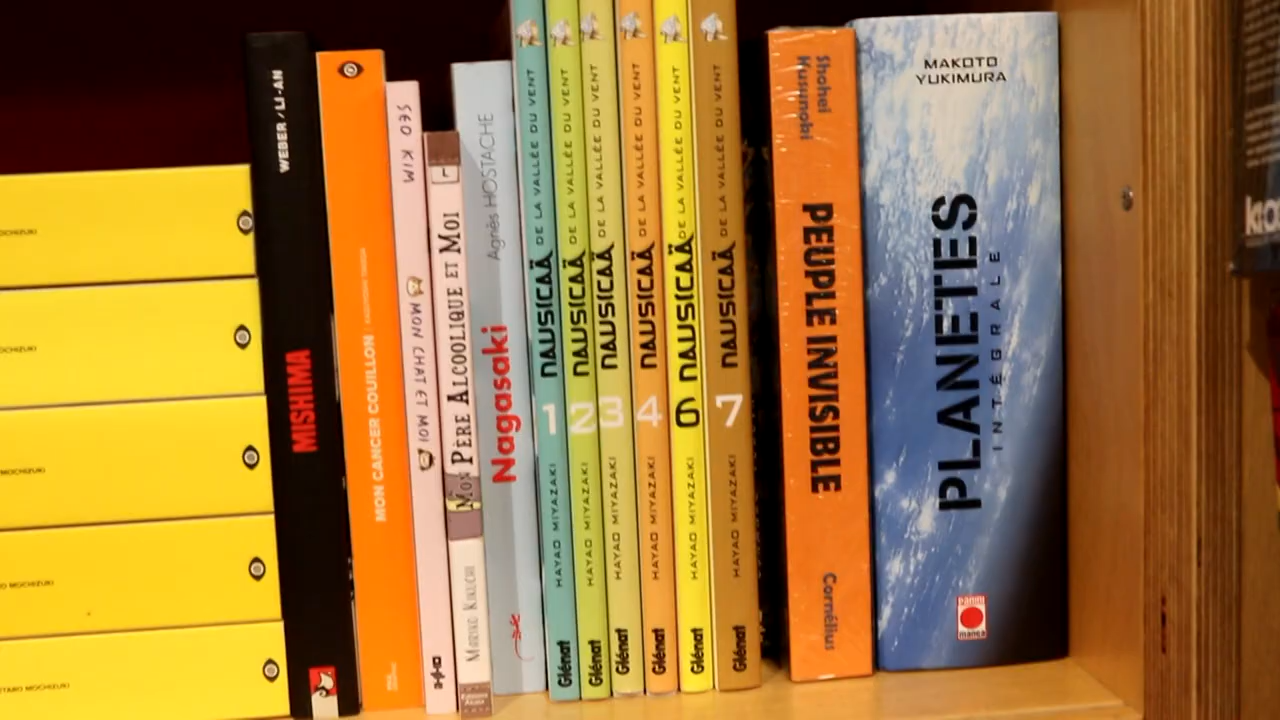 MOCHIZUKI
WEBER / LI-AN
MISHIMA
MON CANCER COUILLON
SEO KIM
MON CHAT ET MOI
MON PÈRE ALCOOLIQUE ET MOI
MARIKO KIKUCHI
Agnès HOSTACHE
Nagasaki
NAUSICAÄ DE LA VALLÉE DU VENT
1
HAYAO MIYAZAKI
Glénat
NAUSICAÄ DE LA VALLÉE DU VENT
2
HAYAO MIYAZAKI
Glénat
NAUSICAÄ DE LA VALLÉE DU VENT
3
HAYAO MIYAZAKI
Glénat
NAUSICAÄ DE LA VALLÉE DU VENT
4
HAYAO MIYAZAKI
Glénat
NAUSICAÄ DE LA VALLÉE DU VENT
6
HAYAO MIYAZAKI
Glénat
NAUSICAÄ DE LA VALLÉE DU VENT
7
HAYAO MIYAZAKI
Glénat
Shohei
Kusunoki
PEUPLE INVISIBLE
Cornélius
MAKOTO
YUKIMURA
PLANETES
INTÉGRALE
manga